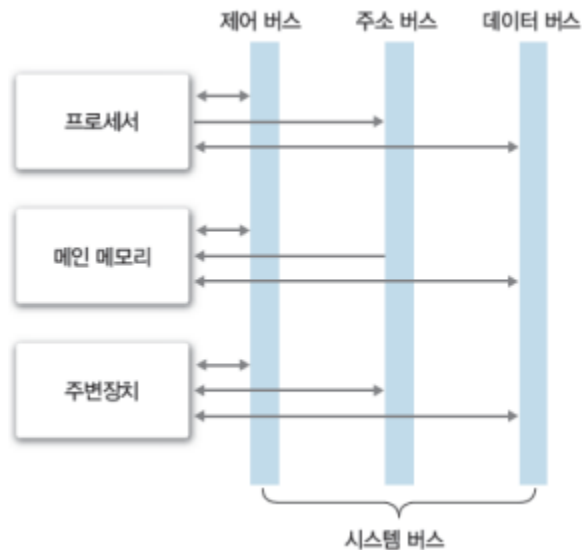 제어 버스 주소 버스 데이터 버스
프로세서
메인 메모리
주변장치
시스템 버스